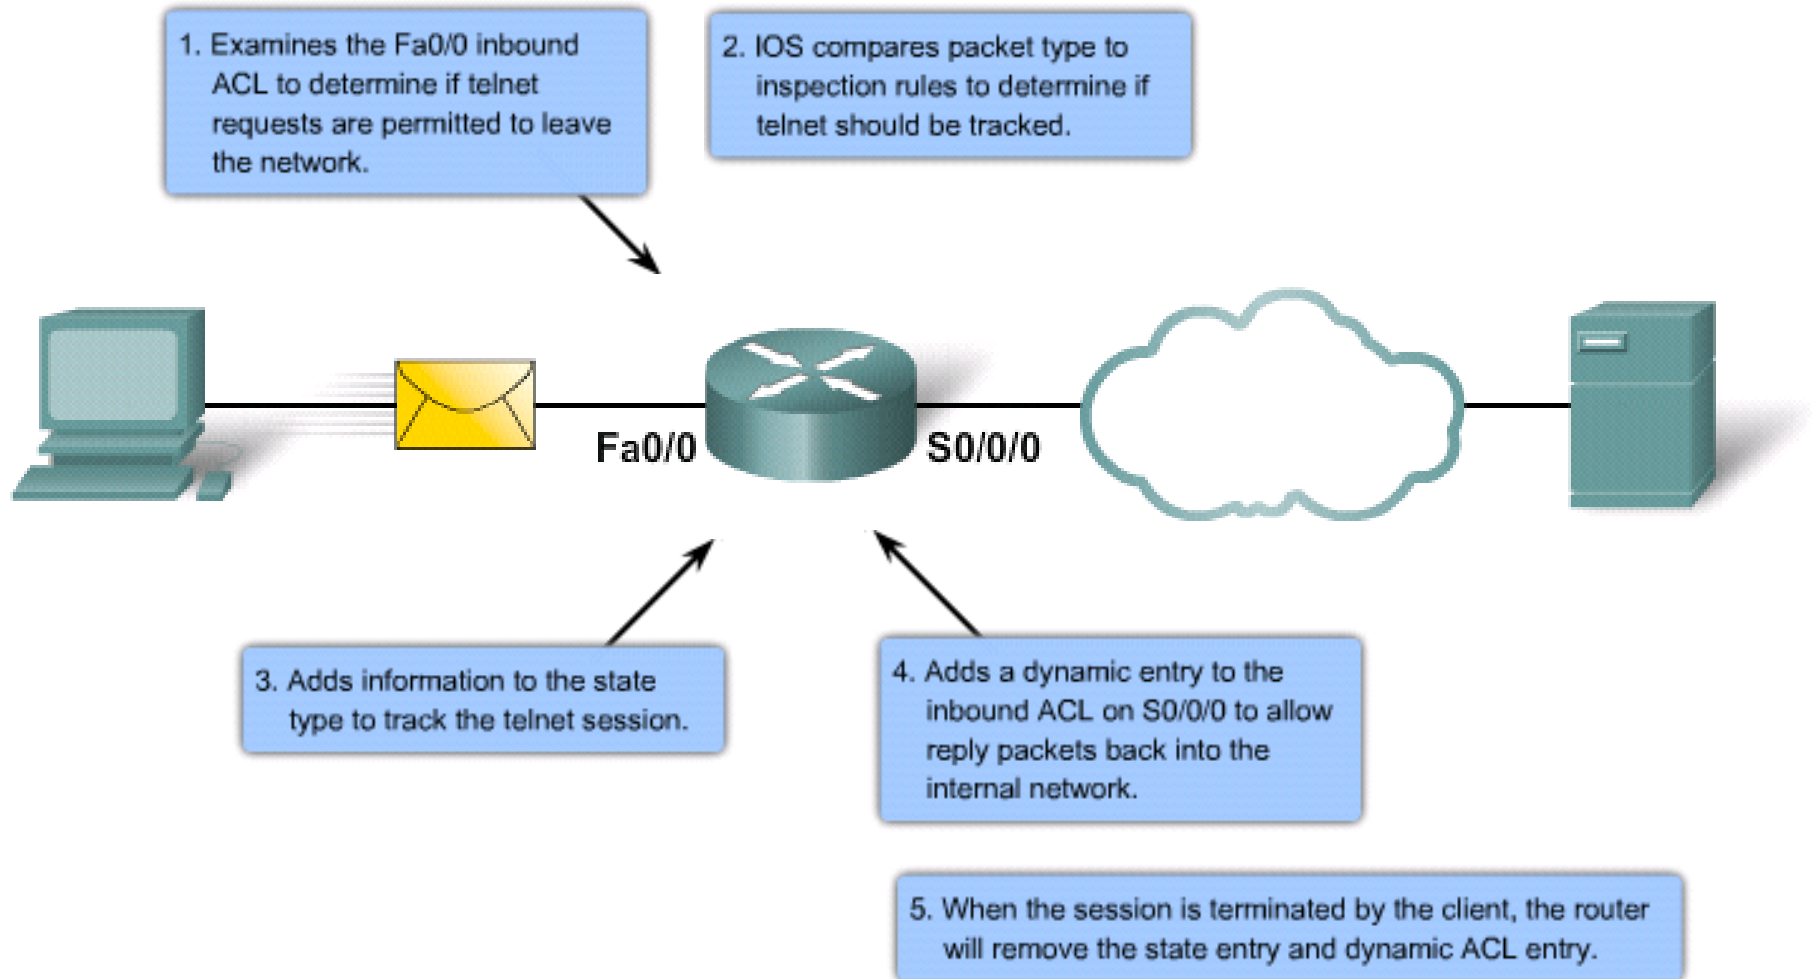 1. Examines the Fa0/0 inbound
ACL to determine if telnet
requests are permitted to leave
the network.
2. IOS compares packet type to
inspection rules to determine if
telnet should be tracked.
Fa0/0
S0/0/0
3. Adds information to the state
type to track the telnet session.
4. Adds a dynamic entry to the
inbound ACL on S0/0/0 to allow
reply packets back into the
internal network.
5. When the session is terminated by the client, the router
will remove the state entry and dynamic ACL entry.